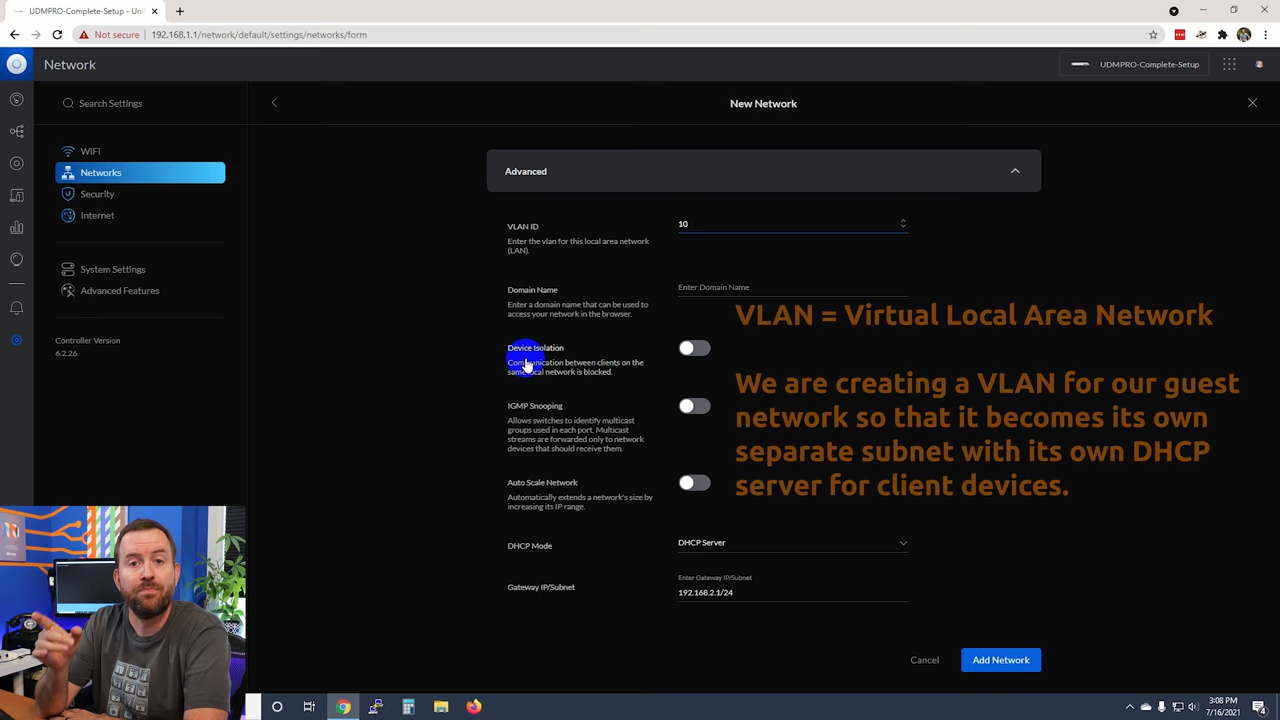 UDMPRO-Complete-Setup - Uni
Not secure
192.168.1.1/network/default/settings/networks/form
Network
UDMPRO-Complete-Setup
Search Settings
New Network
WiFi
Networks
Security
Internet
System Settings
Advanced Features
Controller Version
6.2.26
Advanced
VLAN ID
10
Enter the vlan for this local area network
(LAN).
Domain Name
Enter Domain Name
Enter a domain name that can be used to
access your network in the browser.
VLAN = Virtual Local Area Network
Device Isolation
Communication between clients on the
same local network is blocked.
We are creating a VLAN for our guest
network so that it becomes its own
separate subnet with its own DHCP
server for client devices.
IGMP Snooping
Allows switches to identify multicast
groups used in each port. Multicast
streams are forwarded only to network
devices that should receive them.
Auto Scale Network
Automatically extends a network's size by
increasing its IP range.
DHCP Mode
DHCP Server
Gateway IP/Subnet
Enter Gateway IP/Subnet
192.168.2.1/24
Cancel
Add Network
3:08 PM
7/16/2021